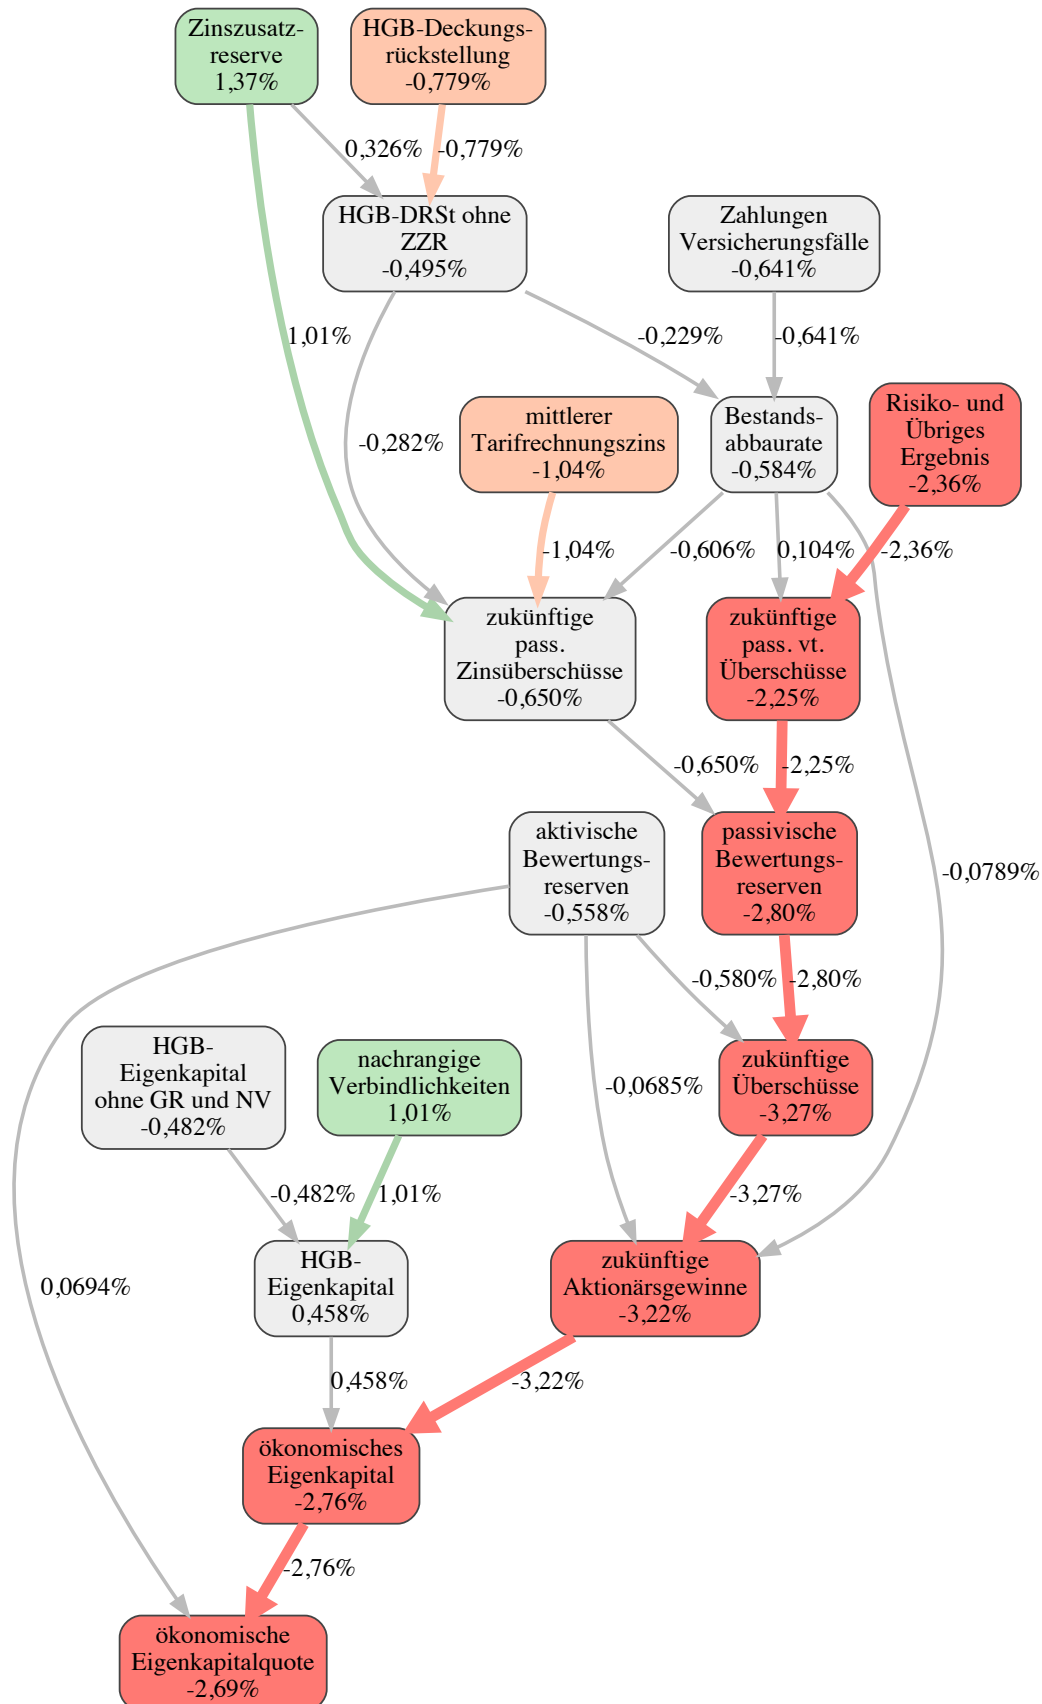 Zinszusatz-
reserve
1,37%
HGB-Deckungs-
rückstellung
-0,779%
0,326%
-0,779%
HGB-DRSt ohne
ZZR
-0,495%
Zahlungen
Versicherungsfälle
-0,641%
1,01%
-0,229%
-0,641%
mittlerer
Tarifrechnungszins
-1,04%
Bestands-
abbaurate
-0,584%
Risiko- und
Übriges
Ergebnis
-2,36%
-0,282%
-1,04%
-0,606%
0,104%
-2,36%
zukünftige
pass.
Zinsüberschüsse
-0,650%
zukünftige
pass. vt.
Überschüsse
-2,25%
-0,650%
-2,25%
aktivische
Bewertungs-
reserven
-0,558%
passivische
Bewertungs-
reserven
-2,80%
-0,0789%
-0,580%
-2,80%
HGB-
Eigenkapital
ohne GR und NV
-0,482%
nachrangige
Verbindlichkeiten
1,01%
-0,0685%
zukünftige
Überschüsse
-3,27%
-0,482%
1,01%
-3,27%
0,0694%
HGB-
Eigenkapital
0,458%
zukünftige
Aktionärsgewinne
-3,22%
0,458%
-3,22%
ökonomisches
Eigenkapital
-2,76%
-2,76%
ökonomische
Eigenkapitalquote
-2,69%